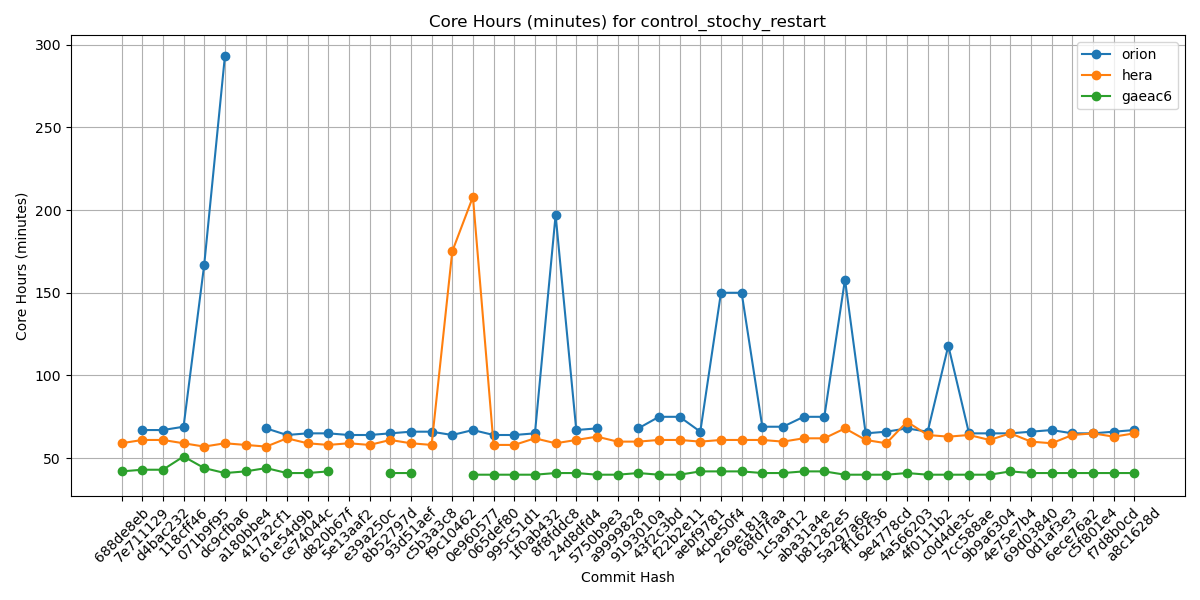 Core Hours (minutes) for control_stochy_restart
orion
hera
gaeac6
Core Hours (minutes)
300
250
200
150
100
50
688de8eb
7e711129
d4bac232
118cff46
071b9f95
dc9cfba6
a180bbe4
417a2cf1
61e54d9b
ce74044c
d820b67f
5e13aaf2
e39a250c
8b52797d
93d51aef
c5b3a3c8
f9c10462
0e960577
065def80
995c51d1
1f0ab432
8f8fddc8
24d8dfd4
5750b9e3
a9999828
9193010a
43f253bd
f22b2e11
aebf9781
4cbe50f4
269e181a
68fd7faa
1c5a9f12
aba31a4e
b81282e5
5a297a6e
ff162f36
9e4778cd
4a566203
4f0111b2
c0d4de3c
7cc588ae
9b9a6304
4e75e7b4
69d03840
0d1af3e3
6ece76a2
c5f801e4
f7d8b0cd
a8c1628d
Commit Hash